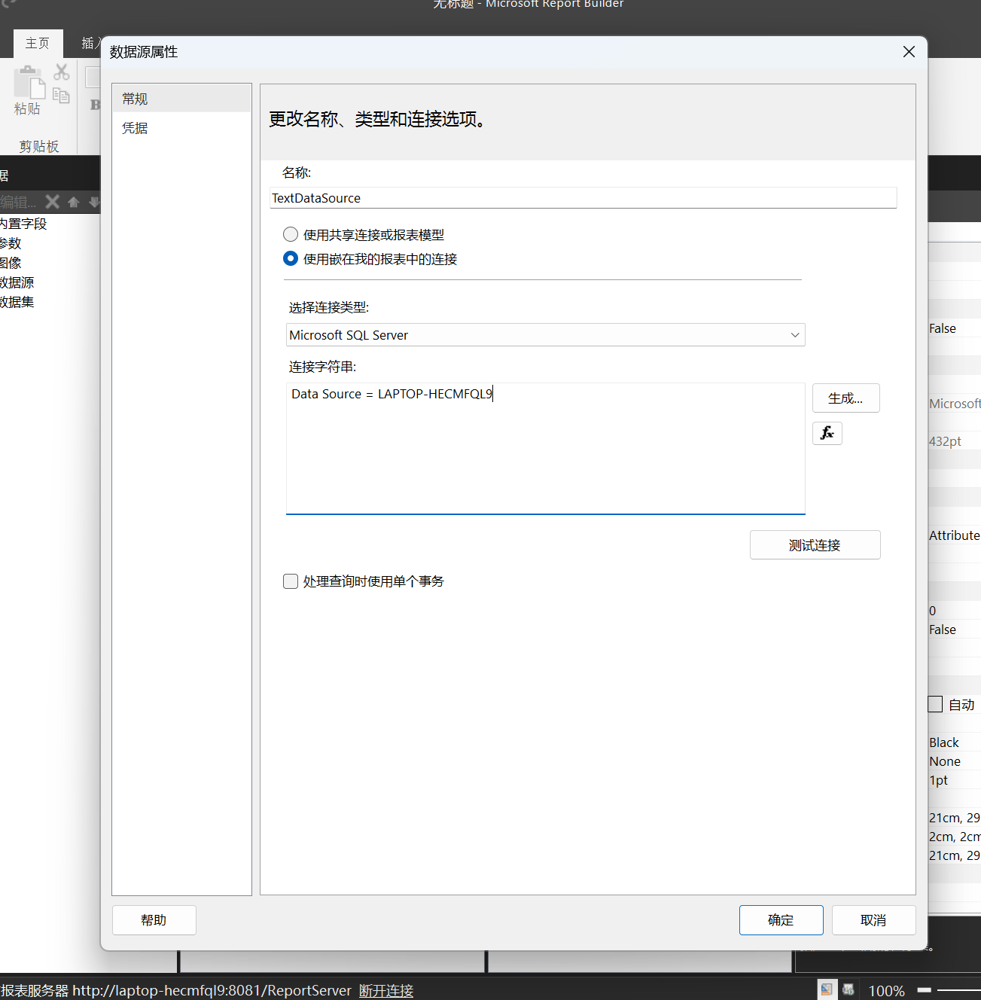 无标题 - Microsoft Report Builder
主页
插入
数据源属性
粘贴
B
剪贴板
常规
凭据
更改名称、类型和连接选项。
名称:
TextDataSource
使用共享连接或报表模型
使用嵌在我的报表中的连接
选择连接类型:
Microsoft SQL Server
连接字符串:
Data Source = LAPTOP-HECMFQL9
生成...
fx
测试连接
处理查询时使用单个事务
据
编辑...
内置字段
参数
图像
数据源
数据集
False
Microsoft
432pt
Attribute
0
False
自动
Black
None
1pt
21cm, 29
2cm, 2cm
21cm, 29
帮助
确定
取消
报表服务器 http://laptop-hecmfql9:8081/ReportServer 断开连接
100%